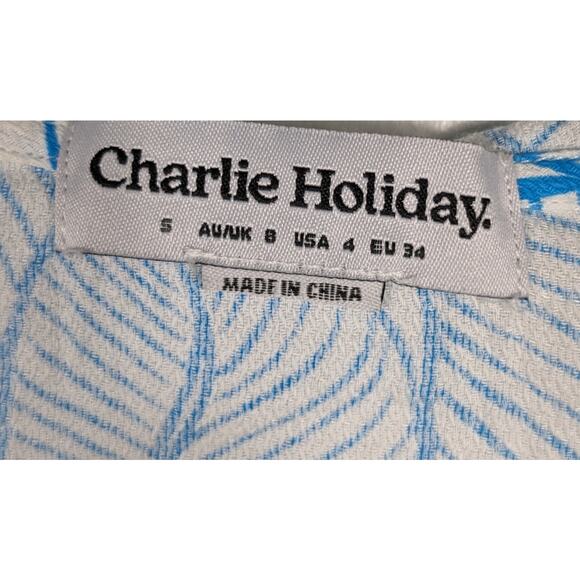 Charlie Holiday.
S AU/UK 8 USA 4 EU 34
MADE IN CHINA